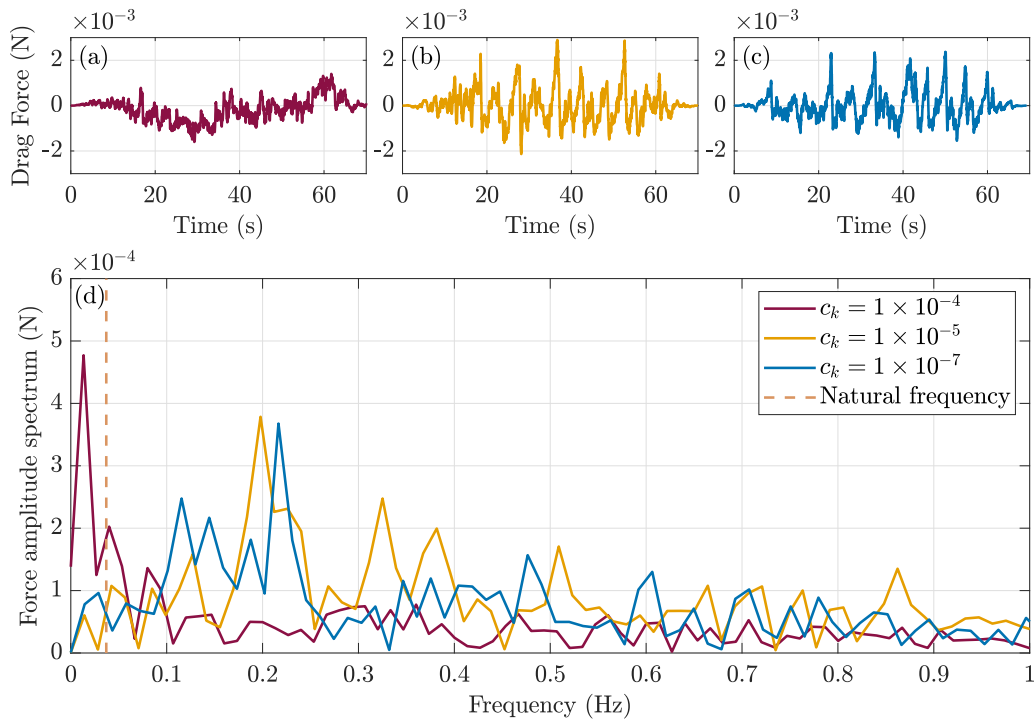 ×10⁻³ ×10⁻³ ×10⁻³
Drag Force (N)
(a) (b) (c)
2 2 2
0 0 0
-2 -2 -2
0 20 40 60 0 20 40 60 0 20 40 60
Time (s) Time (s) Time (s)
×10⁻⁴
(d)
Force amplitude spectrum (N)
6
5
4
3
2
1
0
c_k = 1 × 10⁻⁴
c_k = 1 × 10⁻⁵
c_k = 1 × 10⁻⁷
Natural frequency
0 0.1 0.2 0.3 0.4 0.5 0.6 0.7 0.8 0.9 1
Frequency (Hz)